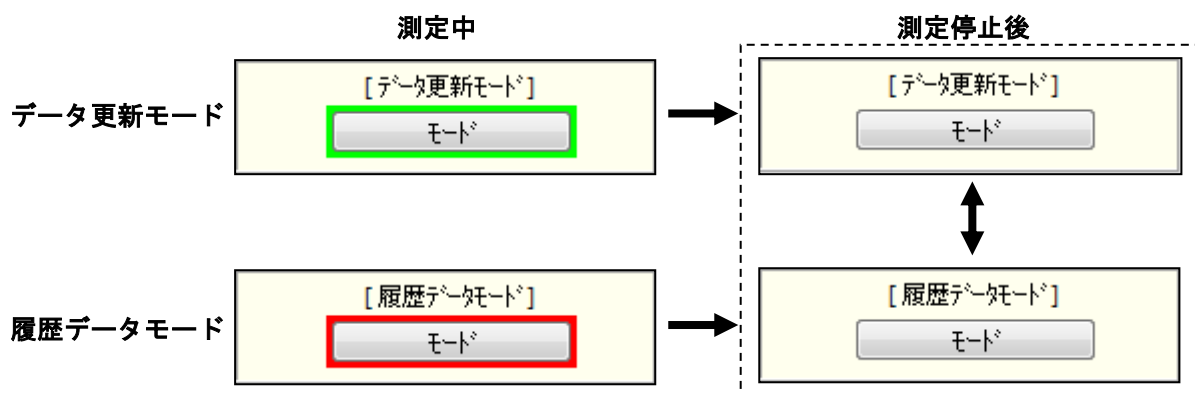 測定中
測定停止後
データ更新モード
[ﾃﾞｰﾀ更新ﾓｰﾄﾞ]
ﾓｰﾄﾞ
[ﾃﾞｰﾀ更新ﾓｰﾄﾞ]
ﾓｰﾄﾞ
履歴データモード
[履歴ﾃﾞｰﾀﾓｰﾄﾞ]
ﾓｰﾄﾞ
[履歴ﾃﾞｰﾀﾓｰﾄﾞ]
ﾓｰﾄﾞ